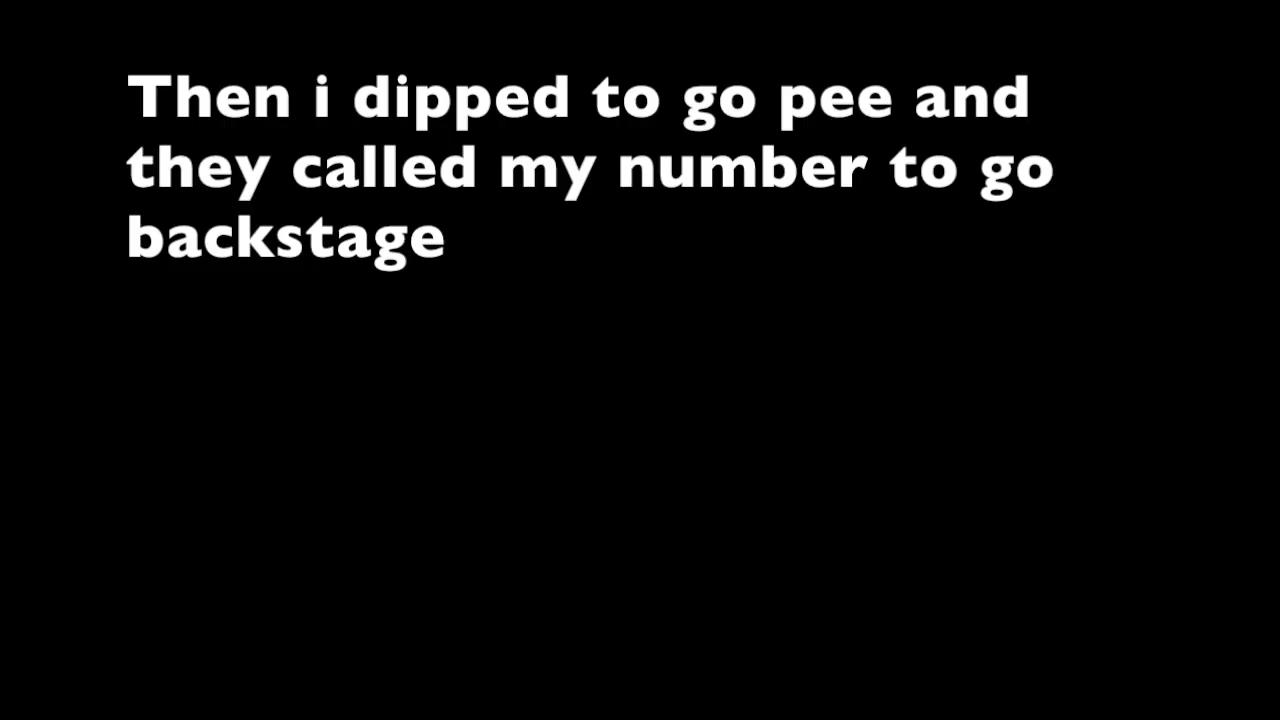 Then i dipped to go pee and
they called my number to go
backstage